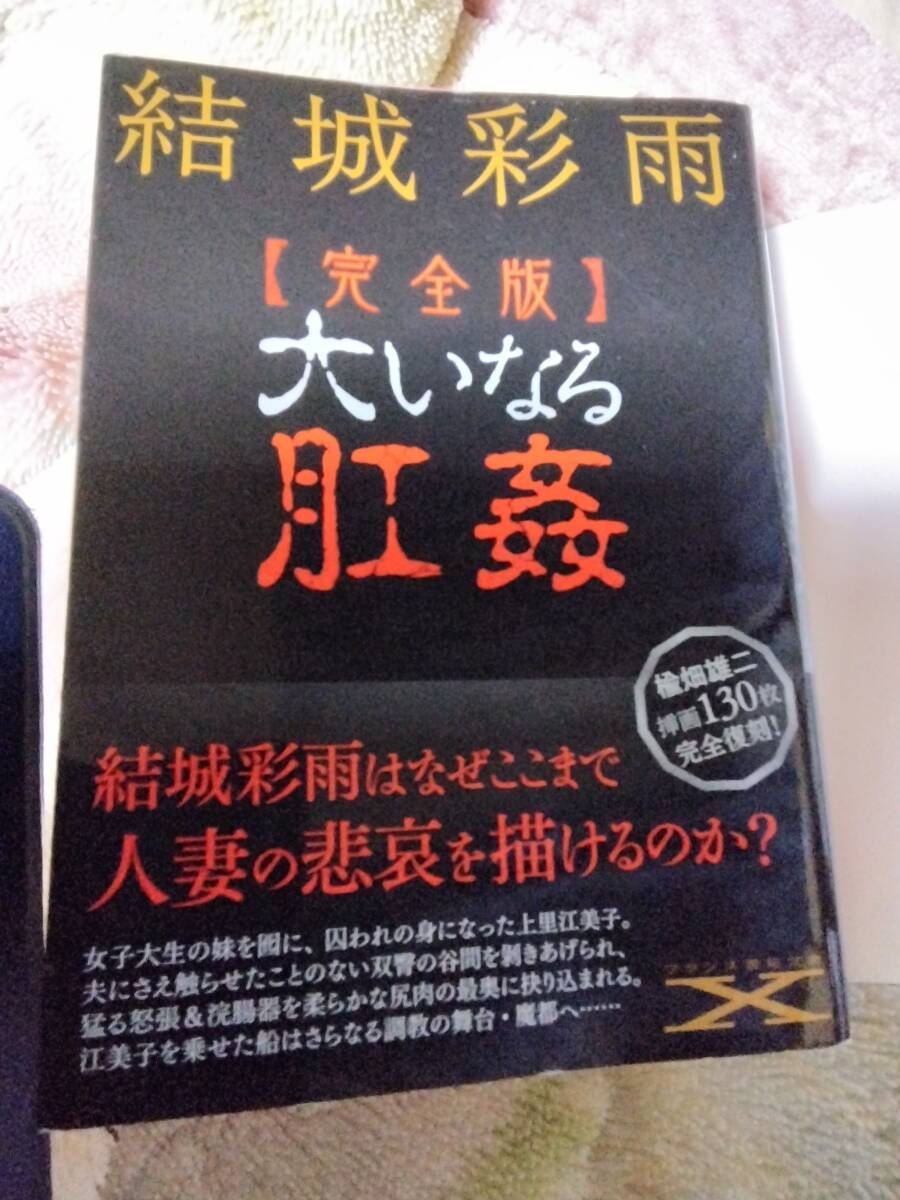 結城彩雨
【完全版】
大いなる
肛姦
楡畑雄二
挿画130枚
完全復刻!
結城彩雨はなぜここまで
人妻の悲哀を描けるのか?
女子大生の妹を囮に、囚われの身になった上里江美子。
夫にさえ触らせたことのない双臀の谷間を剝きあげられ、
猛る怒張&浣腸器を柔らかな尻肉の最奥に抉り込まれる。
江美子を乗せた船はさらなる調教の舞台・魔都へ……
X